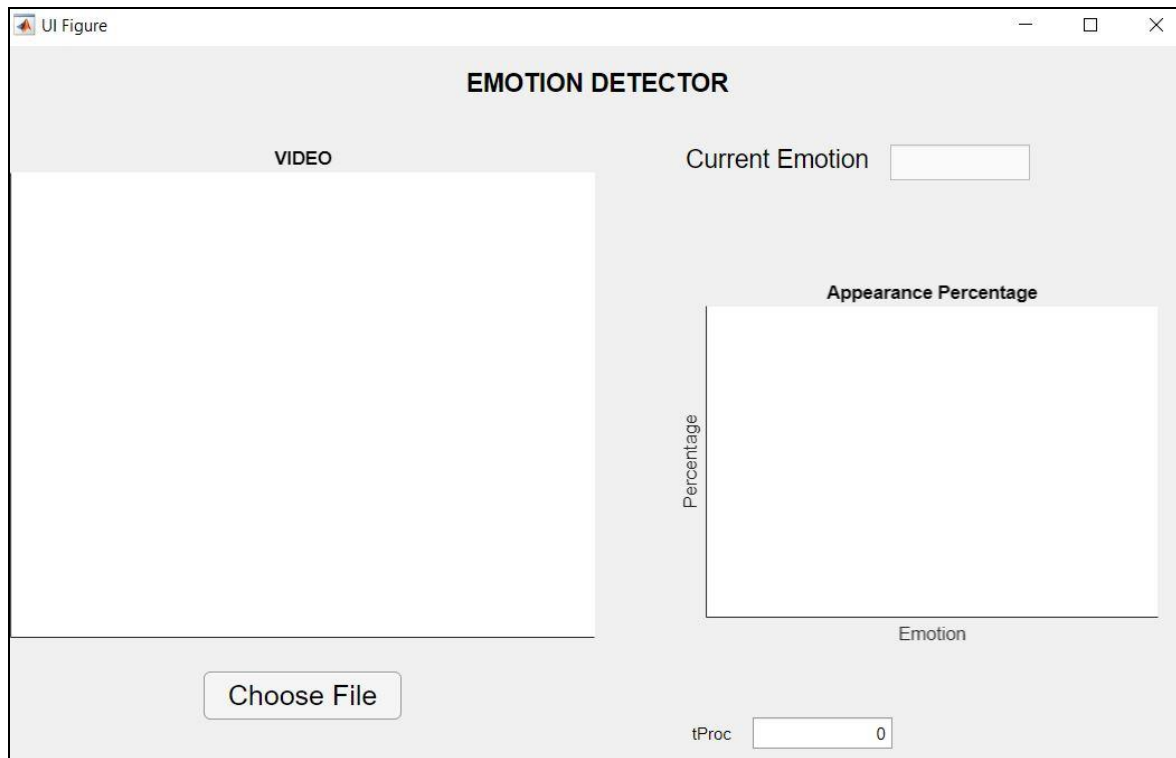 UI Figure
EMOTION DETECTOR
VIDEO
Current Emotion
Appearance Percentage
Percentage
Emotion
Choose File
tProc 0